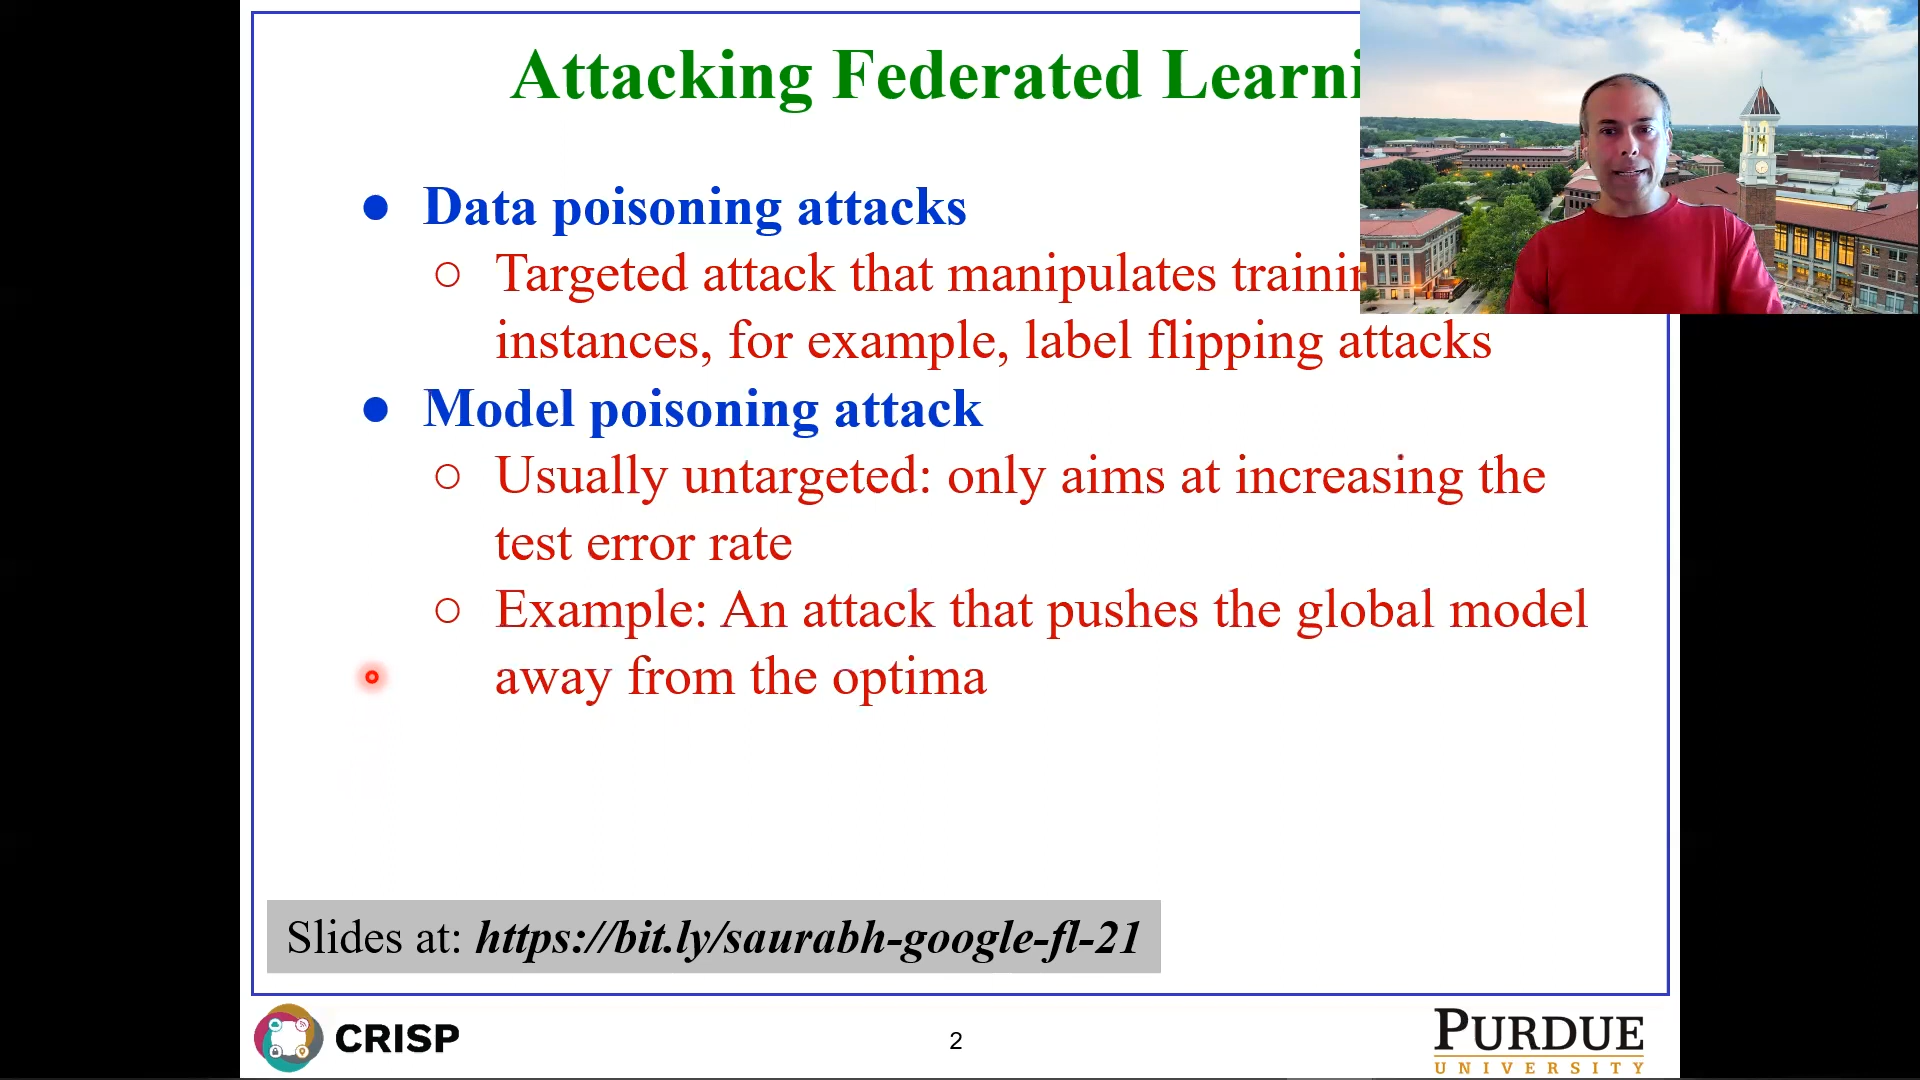 Attacking Federated Learni
● Data poisoning attacks
○ Targeted attack that manipulates trainin
instances, for example, label flipping attacks
● Model poisoning attack
○ Usually untargeted: only aims at increasing the
test error rate
○ Example: An attack that pushes the global model
away from the optima
Slides at: https://bit.ly/saurabh-google-fl-21
CRISP
2
PURDUE
UNIVERSITY